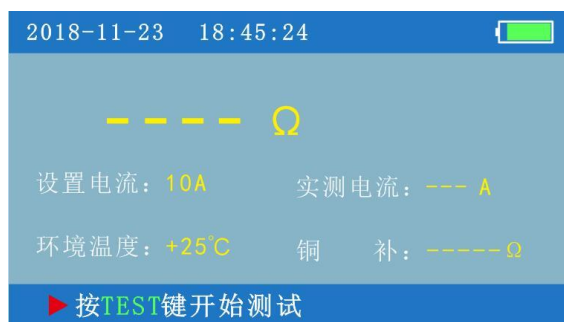 2018-11-23 18:45:24
---- Ω
设置电流：10A 实测电流：--- A
环境温度：+25℃ 铜 补：-----Ω
按TEST键开始测试